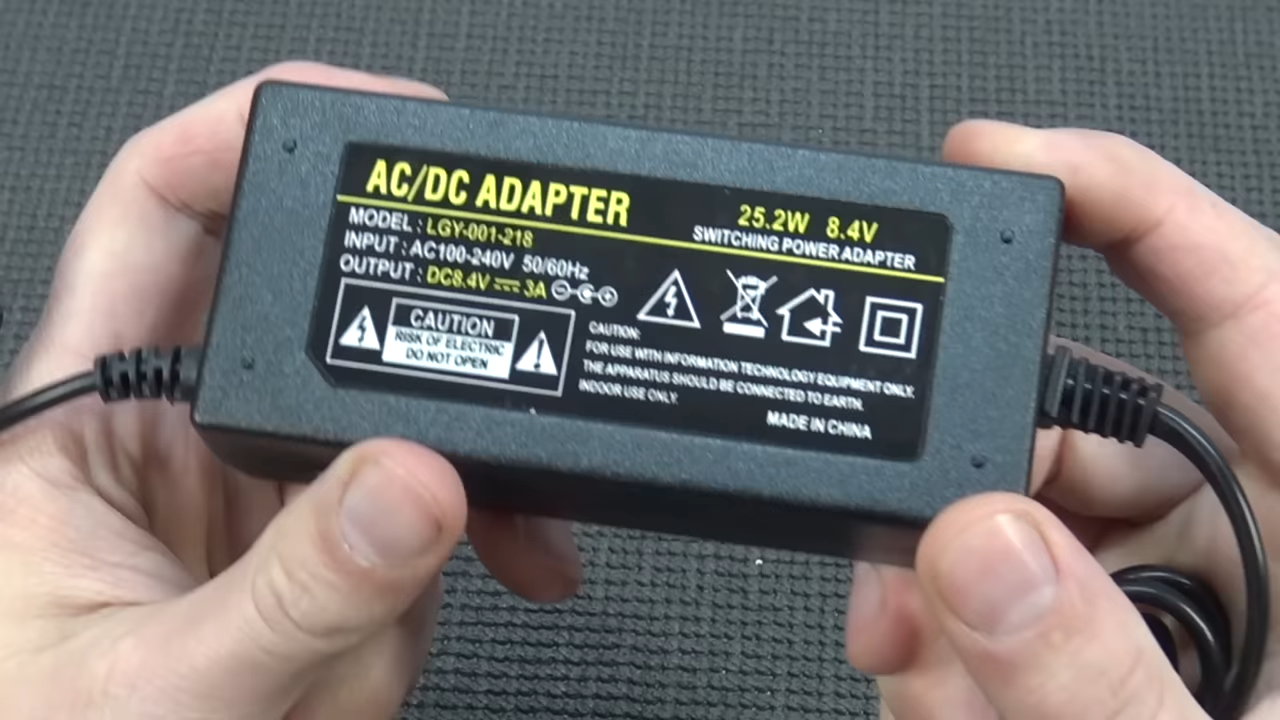 AC/DC ADAPTER
25.2W 8.4V
SWITCHING POWER ADAPTER
MODEL : LGY-001-218
INPUT : AC100-240V 50/60Hz
OUTPUT : DC8.4V ⎓ 3A
CAUTION
RISK OF ELECTRIC
DO NOT OPEN
CAUTION:
FOR USE WITH INFORMATION TECHNOLOGY EQUIPMENT ONLY.
THE APPARATUS SHOULD BE CONNECTED TO EARTH.
INDOOR USE ONLY.
MADE IN CHINA